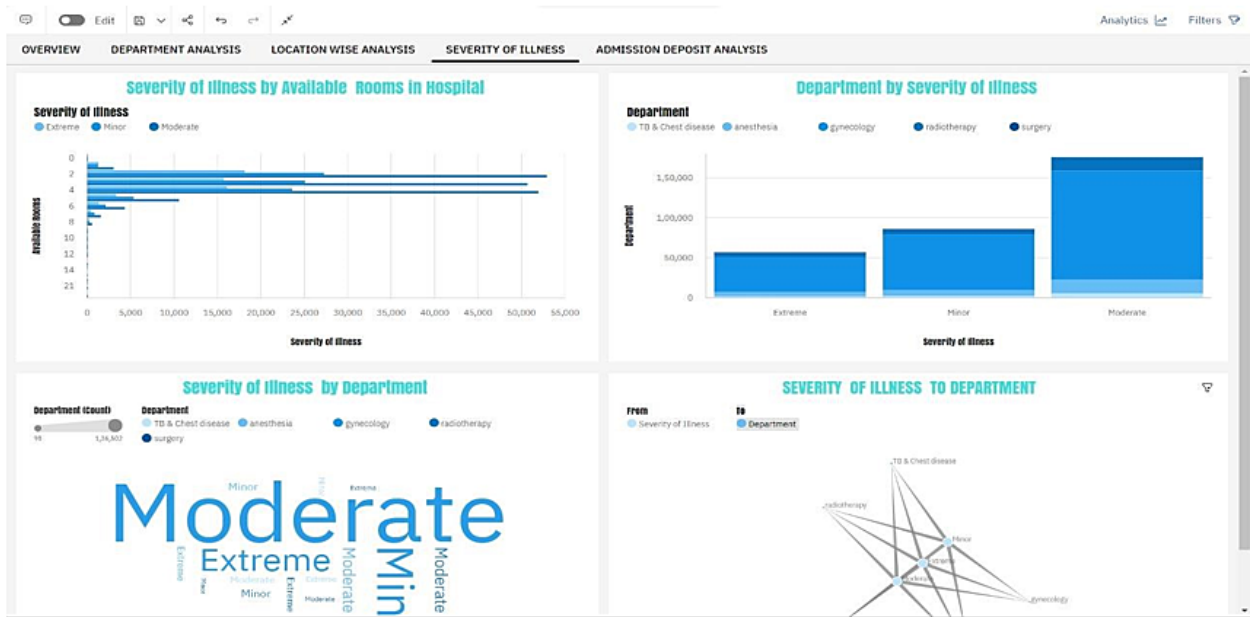 Edit
Analytics
Filters
OVERVIEW DEPARTMENT ANALYSIS LOCATION WISE ANALYSIS SEVERITY OF ILLNESS ADMISSION DEPOSIT ANALYSIS
Severity of Illness by Available Rooms in Hospital
Severity of Illness
Extreme Minor Moderate
Available Rooms
0
2
4
6
8
10
12
14
21
0 5,000 10,000 15,000 20,000 25,000 30,000 35,000 40,000 45,000 50,000 55,000
Severity of Illness
Department by Severity of Illness
Department
TB & Chest disease anesthesia gynecology radiotherapy surgery
Department
1,50,000
1,00,000
50,000
0
Extreme Minor Moderate
Severity of Illness
Severity of Illness by Department
Department (Count)
Department
TB & Chest disease anesthesia gynecology radiotherapy
surgery
Minor
Extreme
Moderate
Extreme
Extreme
Moderate
Min
Moderate
Moderate
Extreme
Extreme
Minor
Minor
Moderate
SEVERITY OF ILLNESS TO DEPARTMENT
From
To
Severity of Illness
Department
TB & Chest disease
radiotherapy
Minor
Extreme
gynecology